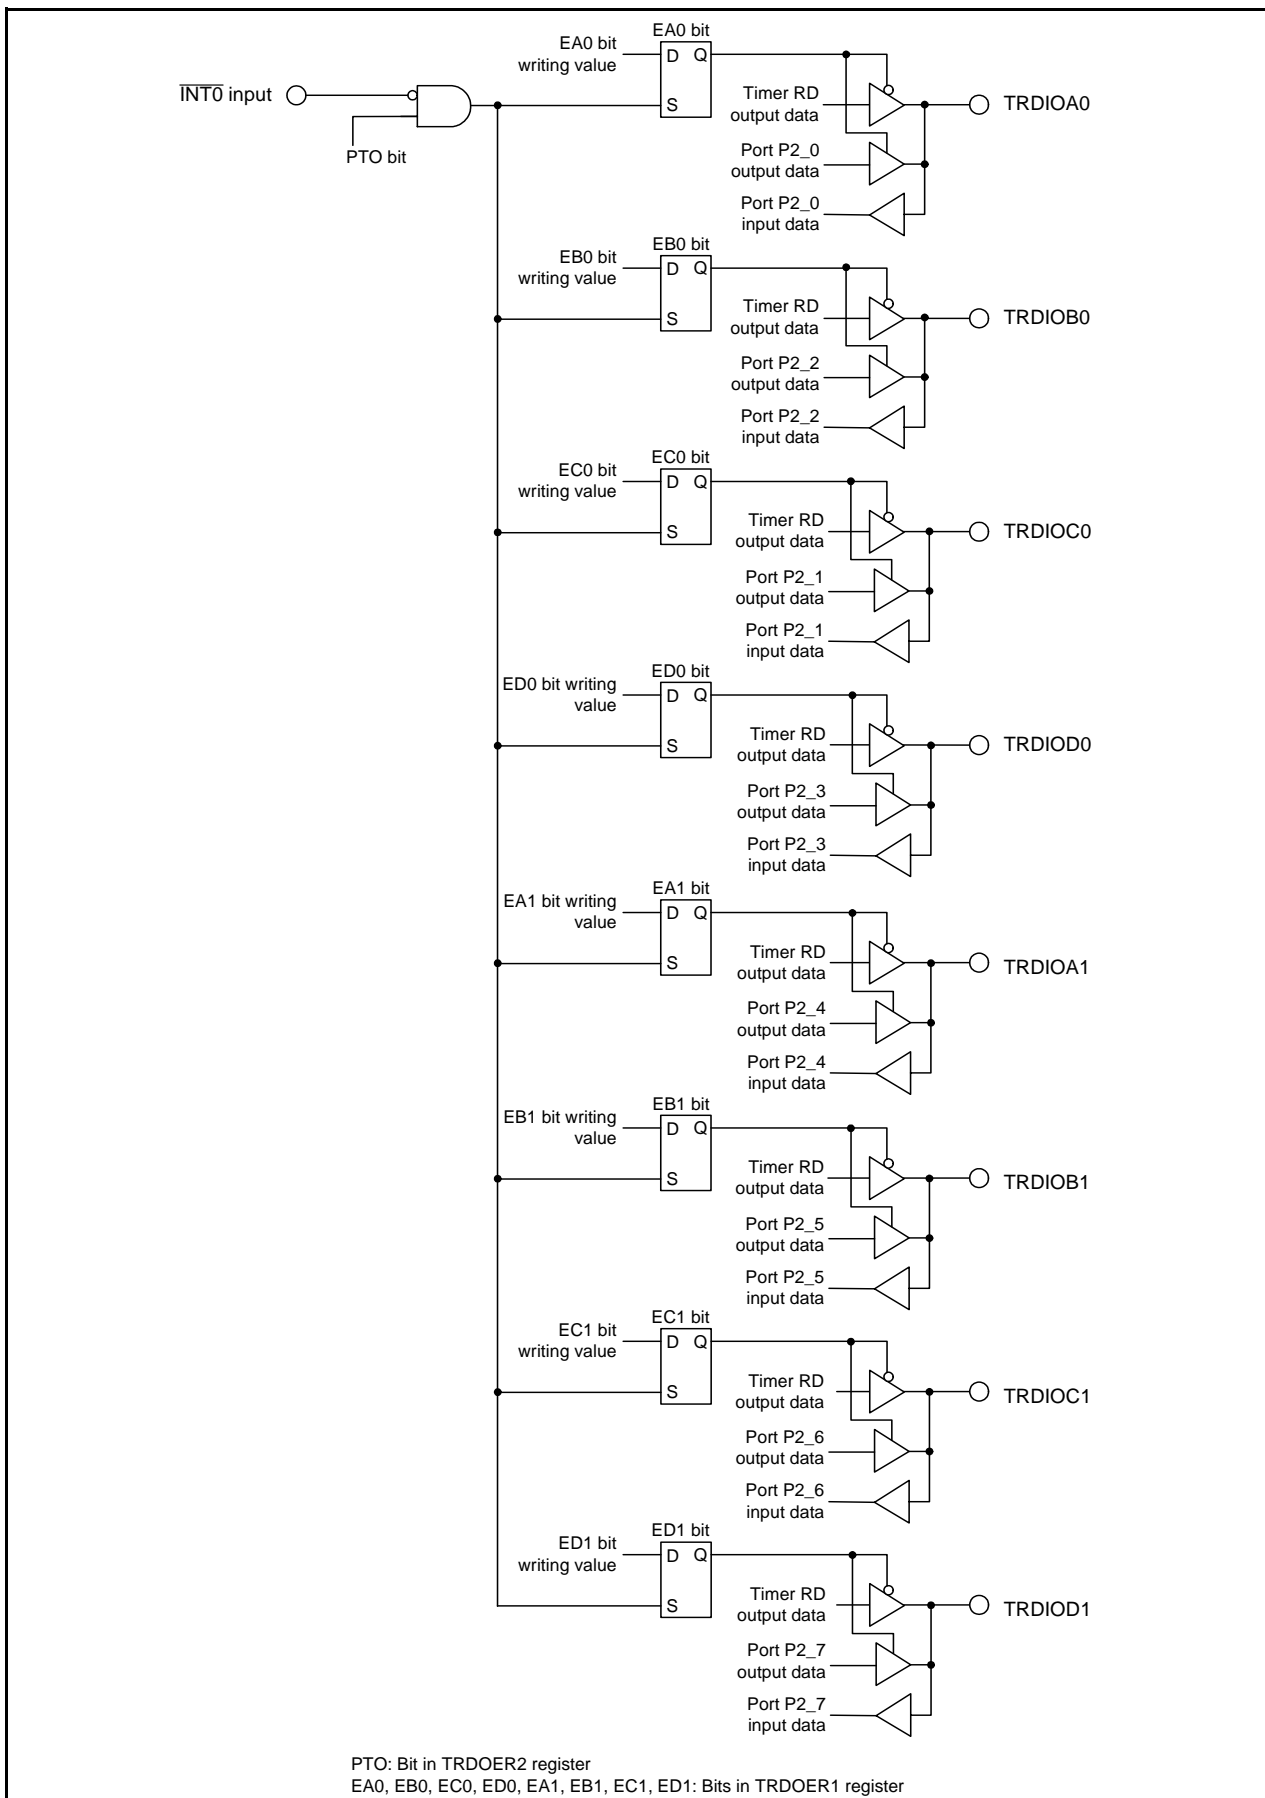 EA0 bit
EA0 bit
writing value
D Q
S
INT0 input
PTO bit
Timer RD
output data
TRDIOA0
Port P2_0
output data
Port P2_0
input data
EB0 bit
EB0 bit
writing value
D Q
S
Timer RD
output data
TRDIOB0
Port P2_2
output data
Port P2_2
input data
EC0 bit
EC0 bit
writing value
D Q
S
Timer RD
output data
TRDIOC0
Port P2_1
output data
Port P2_1
input data
ED0 bit
ED0 bit writing
value
D Q
S
Timer RD
output data
TRDIOD0
Port P2_3
output data
Port P2_3
input data
EA1 bit
EA1 bit writing
value
D Q
S
Timer RD
output data
TRDIOA1
Port P2_4
output data
Port P2_4
input data
EB1 bit
EB1 bit writing
value
D Q
S
Timer RD
output data
TRDIOB1
Port P2_5
output data
Port P2_5
input data
EC1 bit
EC1 bit
writing value
D Q
S
Timer RD
output data
TRDIOC1
Port P2_6
output data
Port P2_6
input data
ED1 bit
ED1 bit
writing value
D Q
S
Timer RD
output data
TRDIOD1
Port P2_7
output data
Port P2_7
input data
PTO: Bit in TRDOER2 register
EA0, EB0, EC0, ED0, EA1, EB1, EC1, ED1: Bits in TRDOER1 register